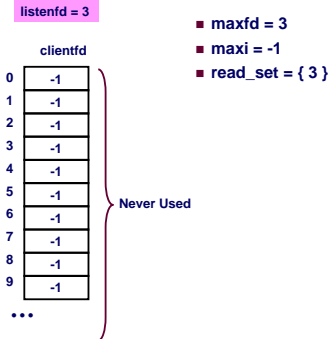 listenfd = 3
■ maxfd = 3
■ maxi = -1
■ read_set = { 3 }
clientfd
0 -1
1 -1
2 -1
3 -1
4 -1
5 -1
6 -1
7 -1
8 -1
9 -1
Never Used
•••